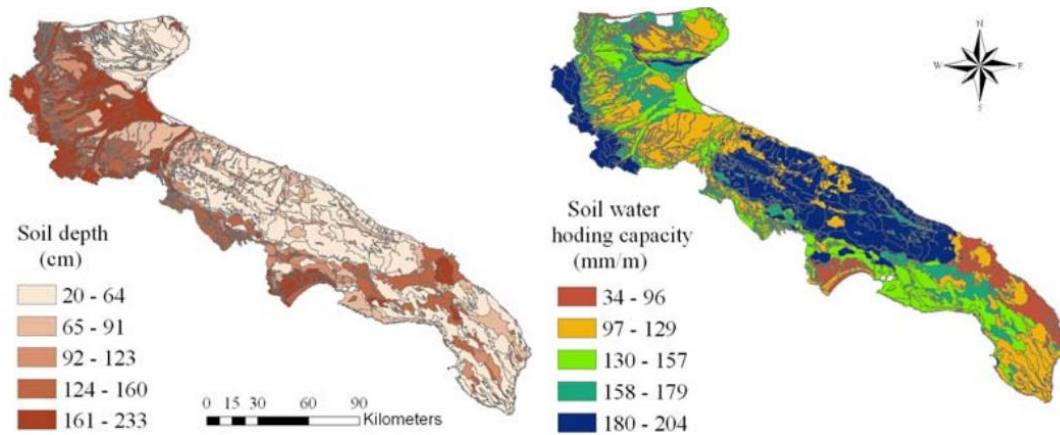 N
W E
S
Soil depth
(cm)
20 - 64
65 - 91
92 - 123
124 - 160
161 - 233
0 15 30 60 90
Kilometers
Soil water
hoding capacity
(mm/m)
34 - 96
97 - 129
130 - 157
158 - 179
180 - 204